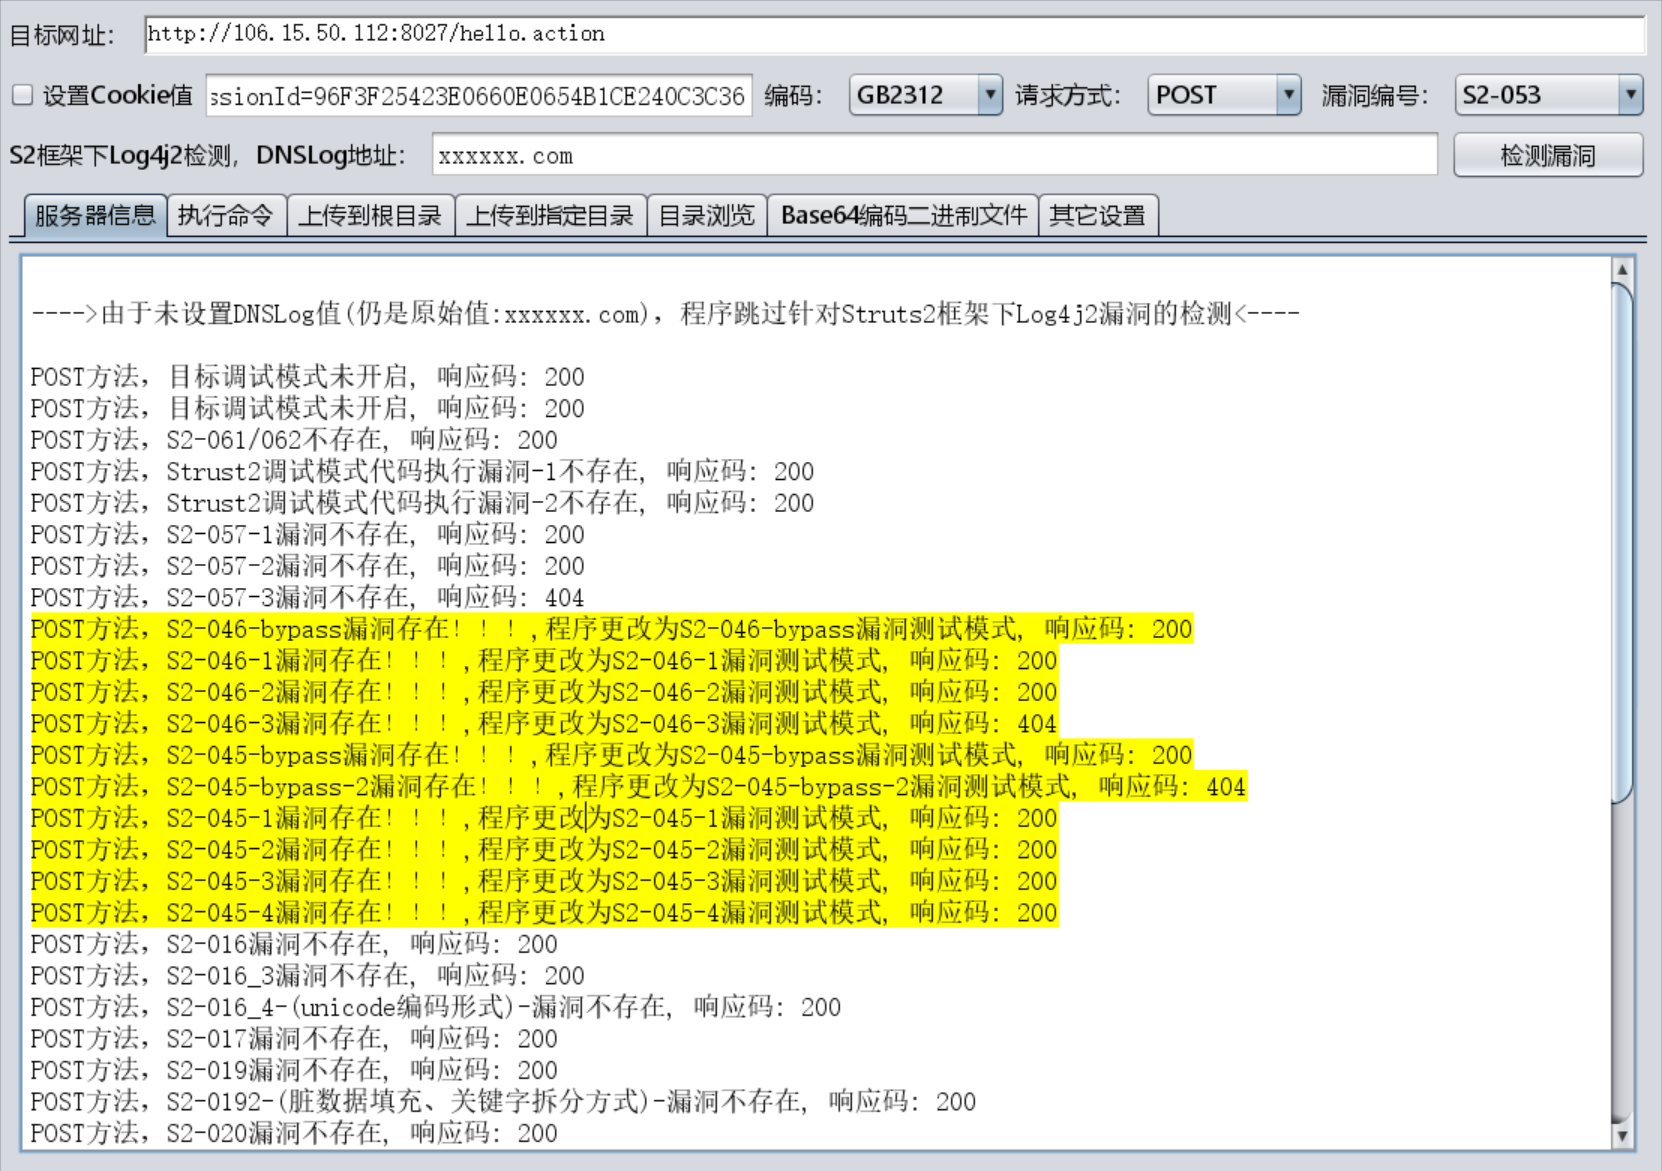 目标网址: http://106.15.50.112:8027/hello.action
设置Cookie值 ssionId=96F3F25423E0660E0654B1CE240C3C36 编码: GB2312 请求方式: POST 漏洞编号: S2-053
S2框架下Log4j2检测, DNSLog地址: xxxxxx.com 检测漏洞
服务器信息 执行命令 上传到根目录 上传到指定目录 目录浏览 Base64编码二进制文件 其它设置
---->由于未设置DNSLog值(仍是原始值:xxxxxx.com), 程序跳过针对Struts2框架下Log4j2漏洞的检测<----
POST方法, 目标调试模式未开启, 响应码: 200
POST方法, 目标调试模式未开启, 响应码: 200
POST方法, S2-061/062不存在, 响应码: 200
POST方法, Strust2调试模式代码执行漏洞-1不存在, 响应码: 200
POST方法, Strust2调试模式代码执行漏洞-2不存在, 响应码: 200
POST方法, S2-057-1漏洞不存在, 响应码: 200
POST方法, S2-057-2漏洞不存在, 响应码: 200
POST方法, S2-057-3漏洞不存在, 响应码: 404
POST方法, S2-046-bypass漏洞存在！！！,程序更改为S2-046-bypass漏洞测试模式, 响应码: 200
POST方法, S2-046-1漏洞存在！！！,程序更改为S2-046-1漏洞测试模式, 响应码: 200
POST方法, S2-046-2漏洞存在！！！,程序更改为S2-046-2漏洞测试模式, 响应码: 200
POST方法, S2-046-3漏洞存在！！！,程序更改为S2-046-3漏洞测试模式, 响应码: 404
POST方法, S2-045-bypass漏洞存在！！！,程序更改为S2-045-bypass漏洞测试模式, 响应码: 200
POST方法, S2-045-bypass-2漏洞存在！！！,程序更改为S2-045-bypass-2漏洞测试模式, 响应码: 404
POST方法, S2-045-1漏洞存在！！！,程序更改为S2-045-1漏洞测试模式, 响应码: 200
POST方法, S2-045-2漏洞存在！！！,程序更改为S2-045-2漏洞测试模式, 响应码: 200
POST方法, S2-045-3漏洞存在！！！,程序更改为S2-045-3漏洞测试模式, 响应码: 200
POST方法, S2-045-4漏洞存在！！！,程序更改为S2-045-4漏洞测试模式, 响应码: 200
POST方法, S2-016漏洞不存在, 响应码: 200
POST方法, S2-016_3漏洞不存在, 响应码: 200
POST方法, S2-016_4-(unicode编码形式)-漏洞不存在, 响应码: 200
POST方法, S2-017漏洞不存在, 响应码: 200
POST方法, S2-019漏洞不存在, 响应码: 200
POST方法, S2-0192-(脏数据填充、关键字拆分方式)-漏洞不存在, 响应码: 200
POST方法, S2-020漏洞不存在, 响应码: 200